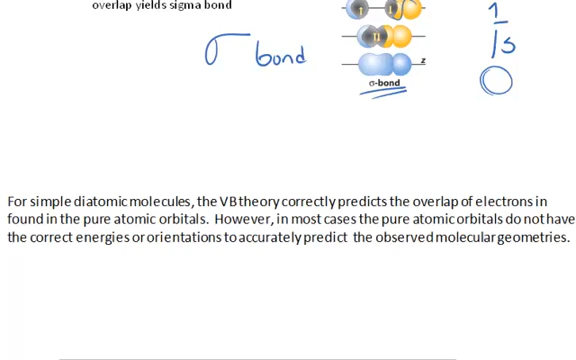 overlap yields sigma bond
σ bond
z
σ-bond
1
1s
For simple diatomic molecules, the VB theory correctly predicts the overlap of electrons in
found in the pure atomic orbitals. However, in most cases the pure atomic orbitals do not have
the correct energies or orientations to accurately predict the observed molecular geometries.